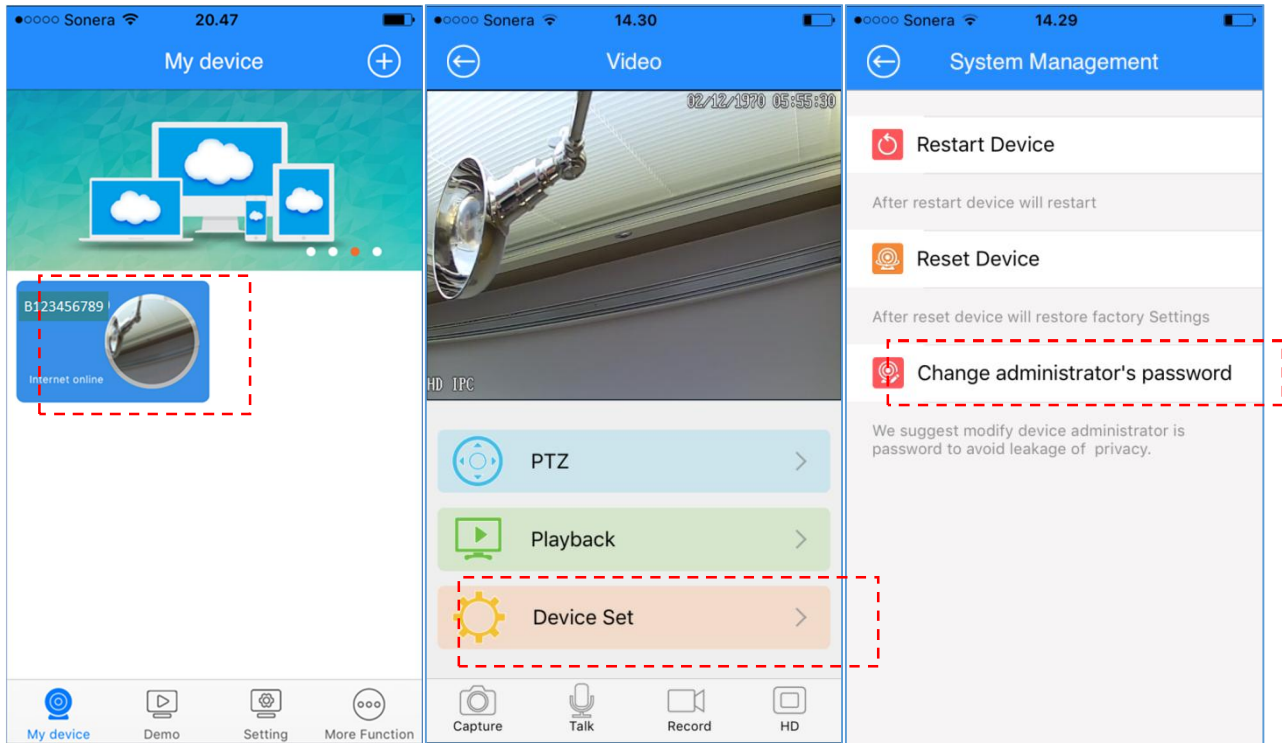 Sonera 20.47
My device
B123456789
Internet online
My device Demo Setting More Function
Sonera 14.30
Video
02/12/1970 05:55:30
HD IPC
PTZ
Playback
Device Set
Capture Talk Record HD
Sonera 14.29
System Management
Restart Device
After restart device will restart
Reset Device
After reset device will restore factory Settings
Change administrator's password
We suggest modify device administrator is
password to avoid leakage of privacy.